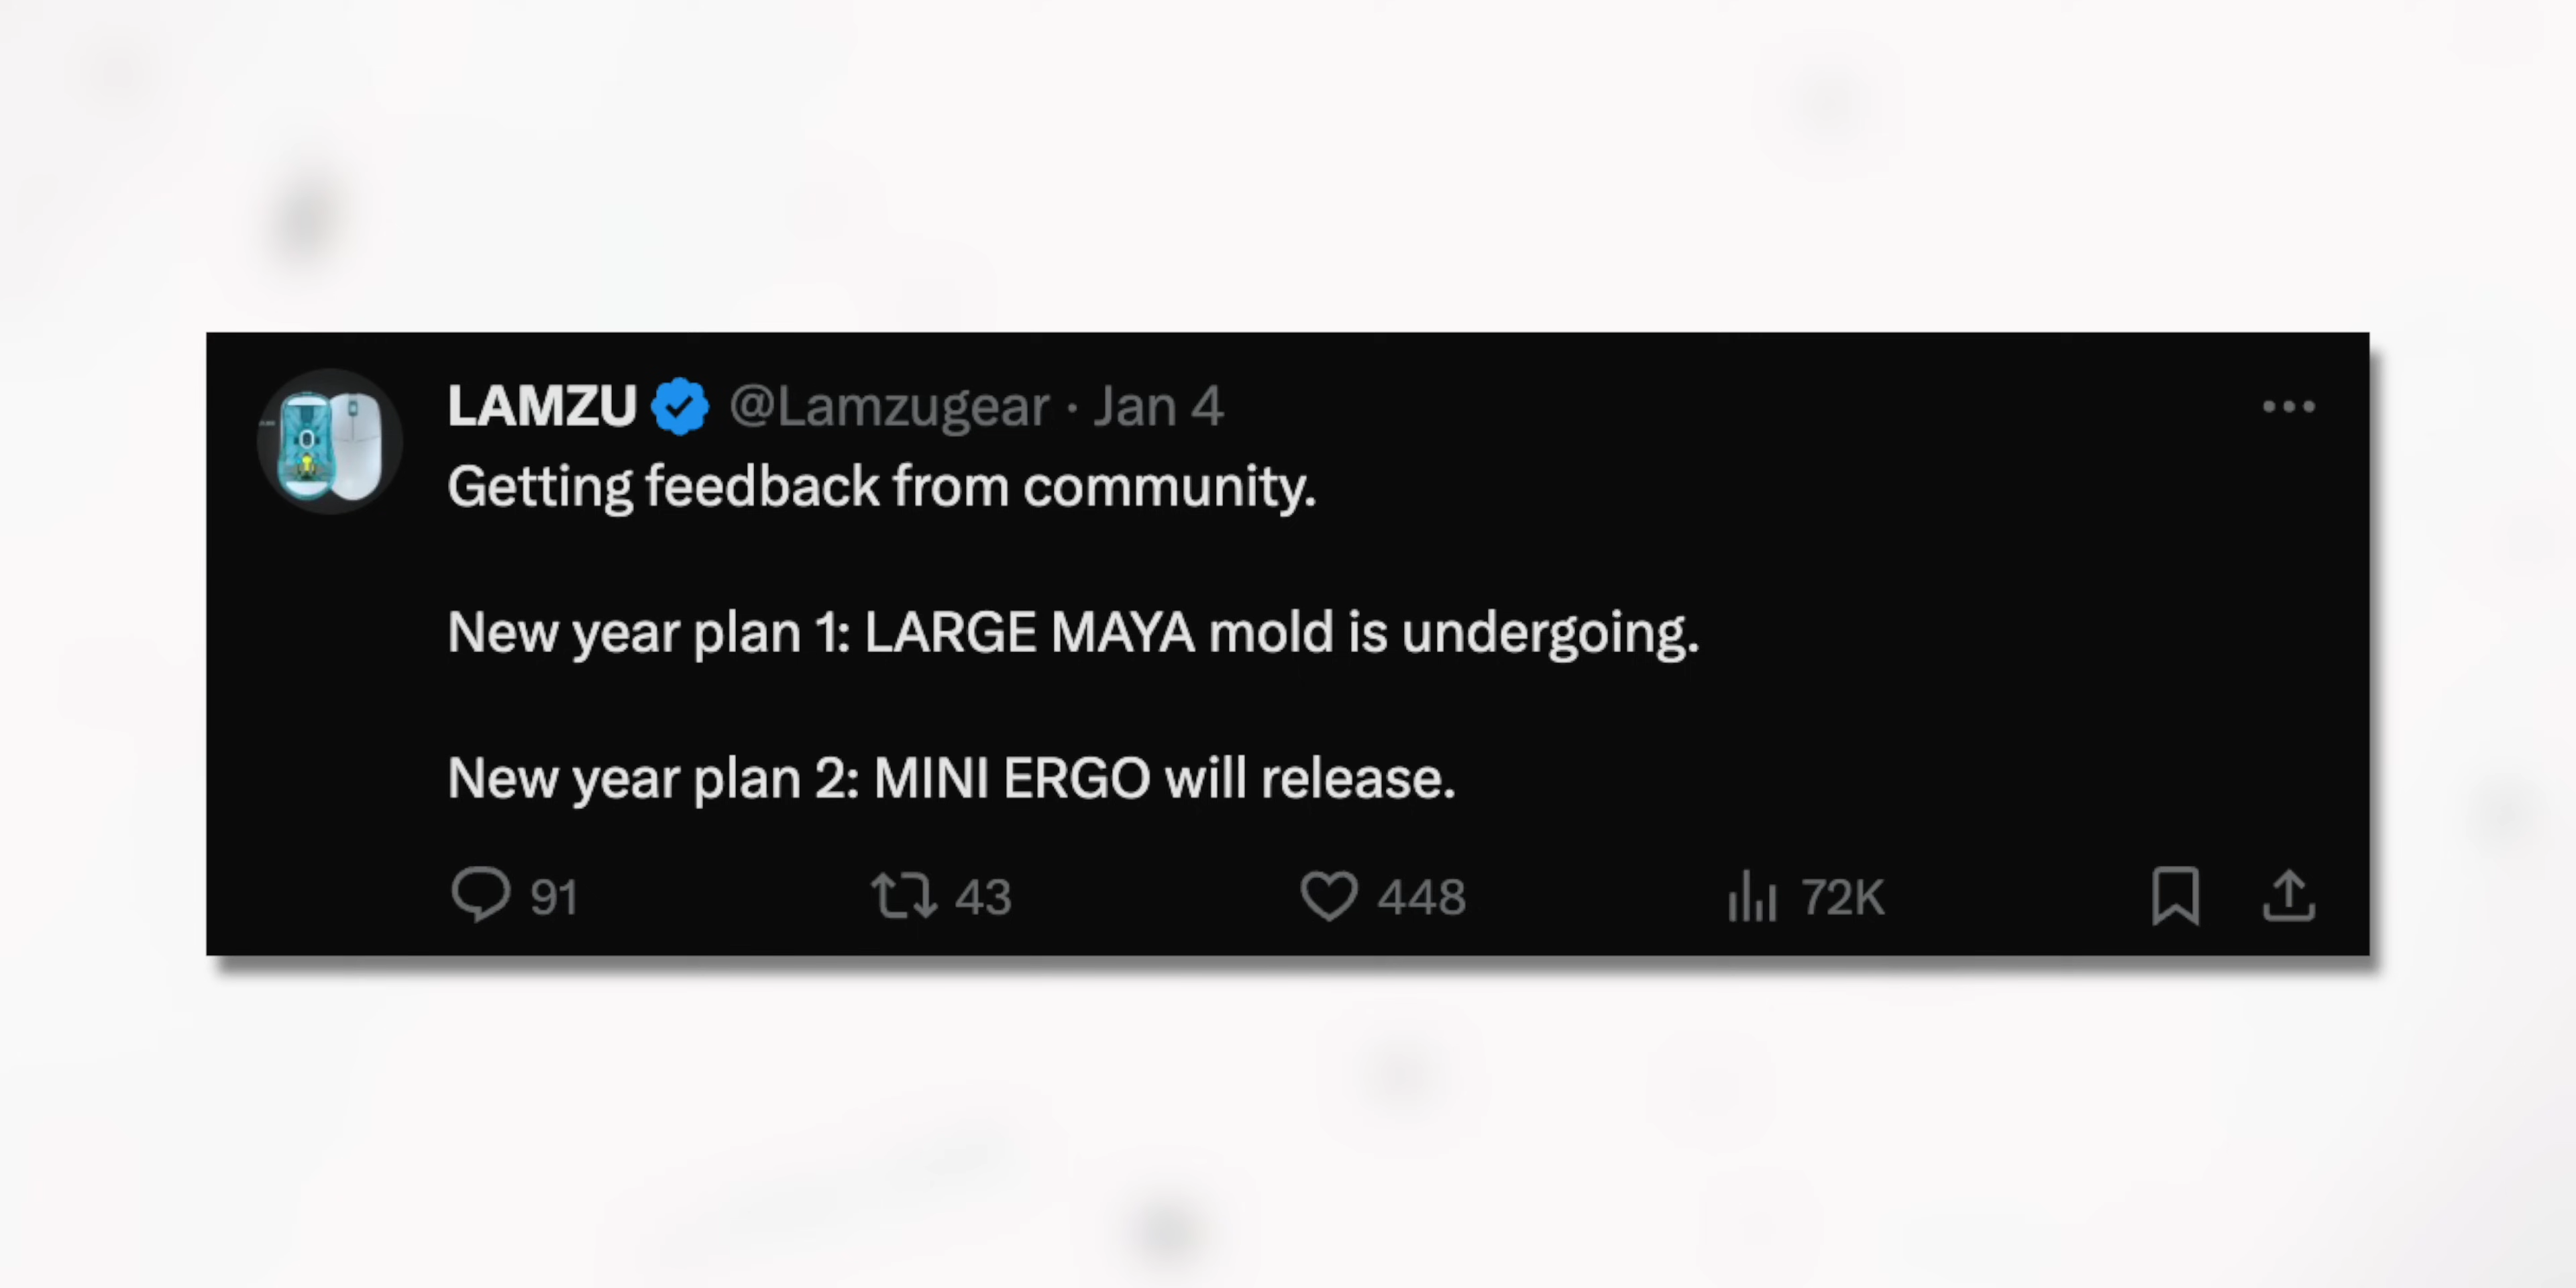 LAMZU @Lamzugear · Jan 4
Getting feedback from community.
New year plan 1: LARGE MAYA mold is undergoing.
New year plan 2: MINI ERGO will release.
91 43 448 72K